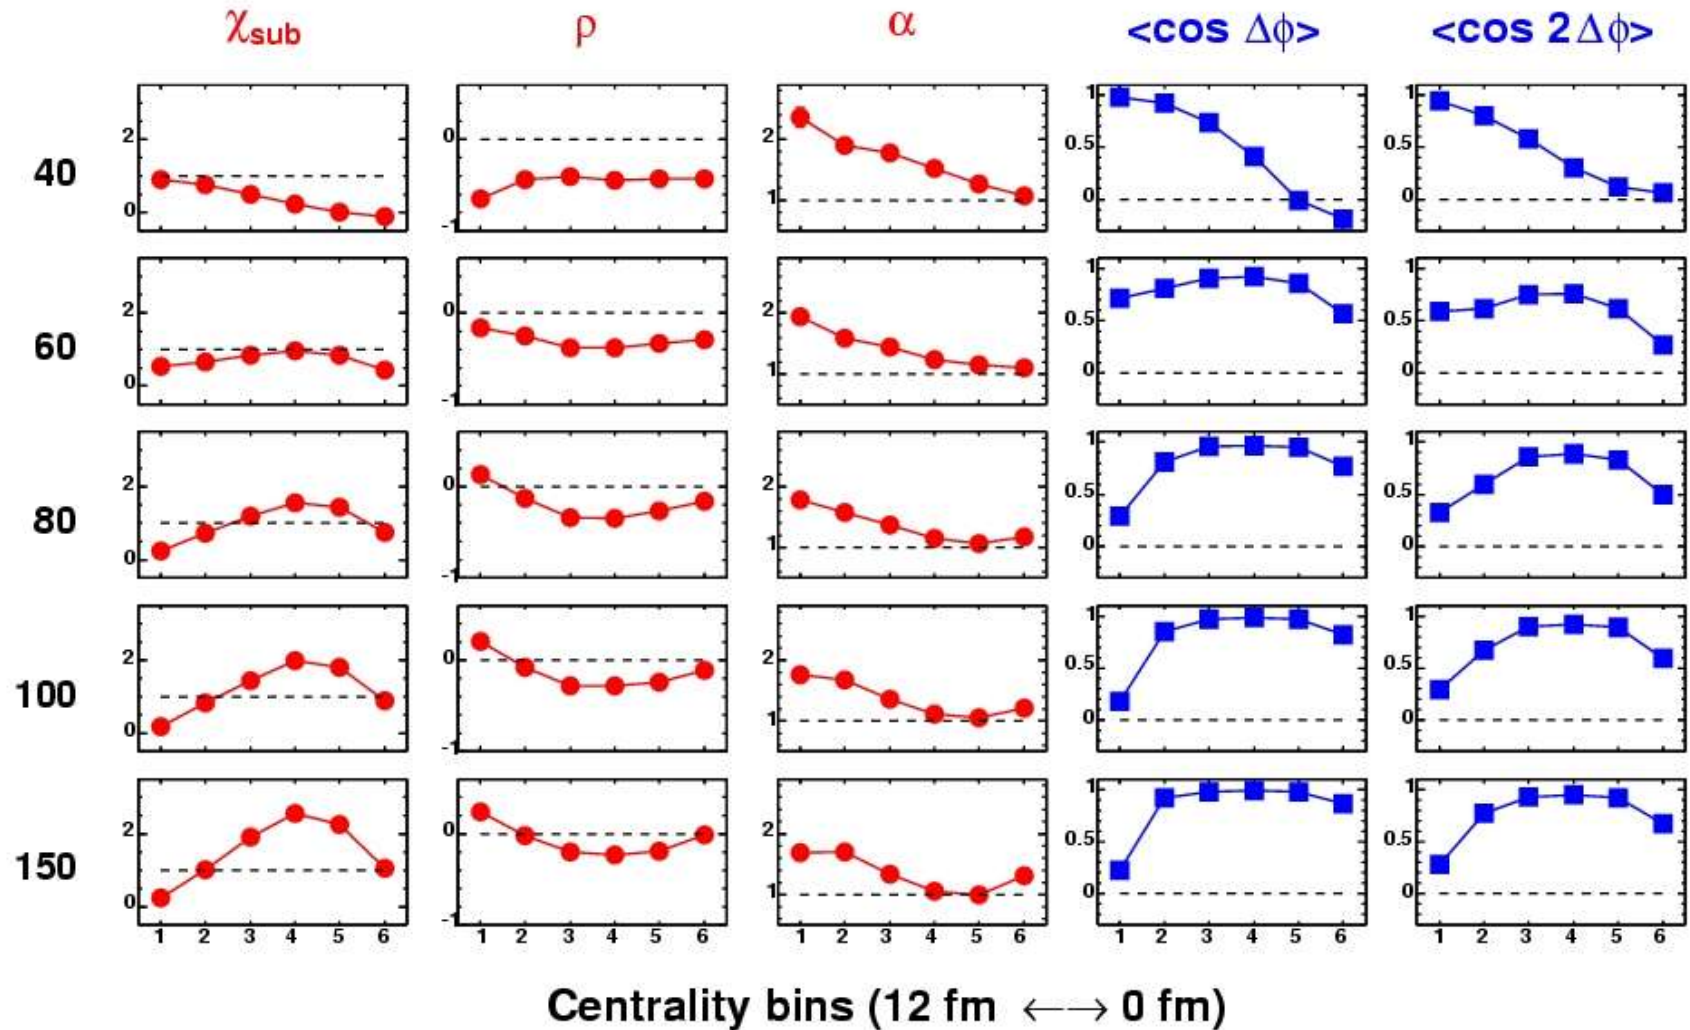 χsub ρ α <cos Δϕ> <cos 2Δϕ>
40 2 0 0 -1 2 1 1 0.5 0 1 0.5 0
60 2 0 0 -1 2 1 1 0.5 0 1 0.5 0
80 2 0 0 -1 2 1 1 0.5 0 1 0.5 0
100 2 0 0 -1 2 1 1 0.5 0 1 0.5 0
150 2 0 0 -1 2 1 1 0.5 0 1 0.5 0
1 2 3 4 5 6 1 2 3 4 5 6 1 2 3 4 5 6 1 2 3 4 5 6 1 2 3 4 5 6
Centrality bins (12 fm ←→ 0 fm)